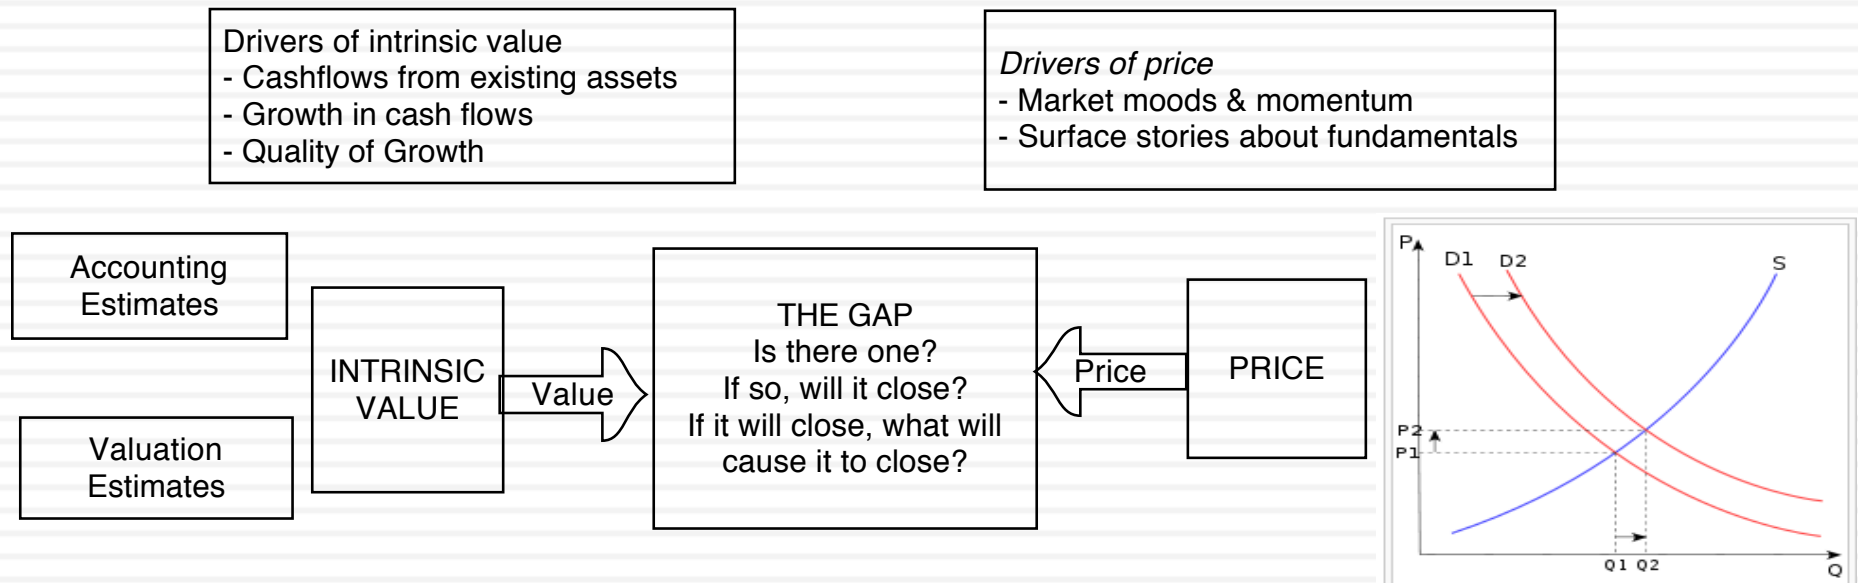 Drivers of intrinsic value
- Cashflows from existing assets
- Growth in cash flows
- Quality of Growth
Drivers of price
- Market moods & momentum
- Surface stories about fundamentals
Accounting
Estimates
Valuation
Estimates
INTRINSIC
VALUE
Value
THE GAP
Is there one?
If so, will it close?
If it will close, what will
cause it to close?
Price
PRICE
P
D1
D2
S
P2
P1
Q1
Q2
Q